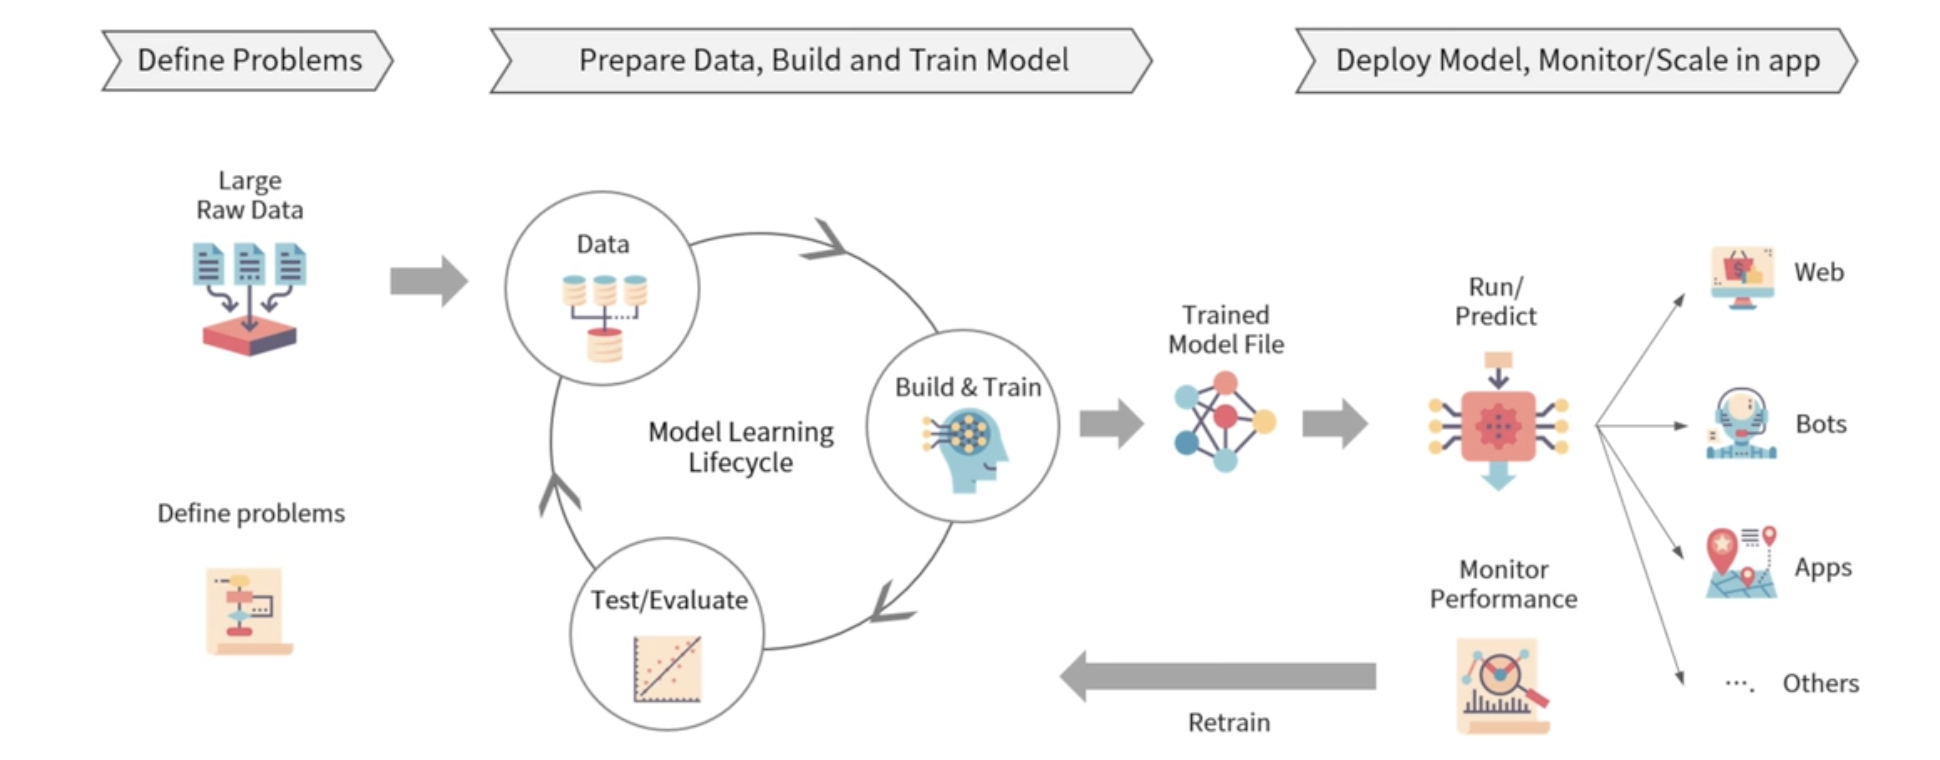 Define Problems
Prepare Data, Build and Train Model
Deploy Model, Monitor/Scale in app
Large
Raw Data
Define problems
Data
Build & Train
Model Learning
Lifecycle
Test/Evaluate
Trained
Model File
Run/
Predict
Monitor
Performance
Retrain
Web
Bots
Apps
.... Others